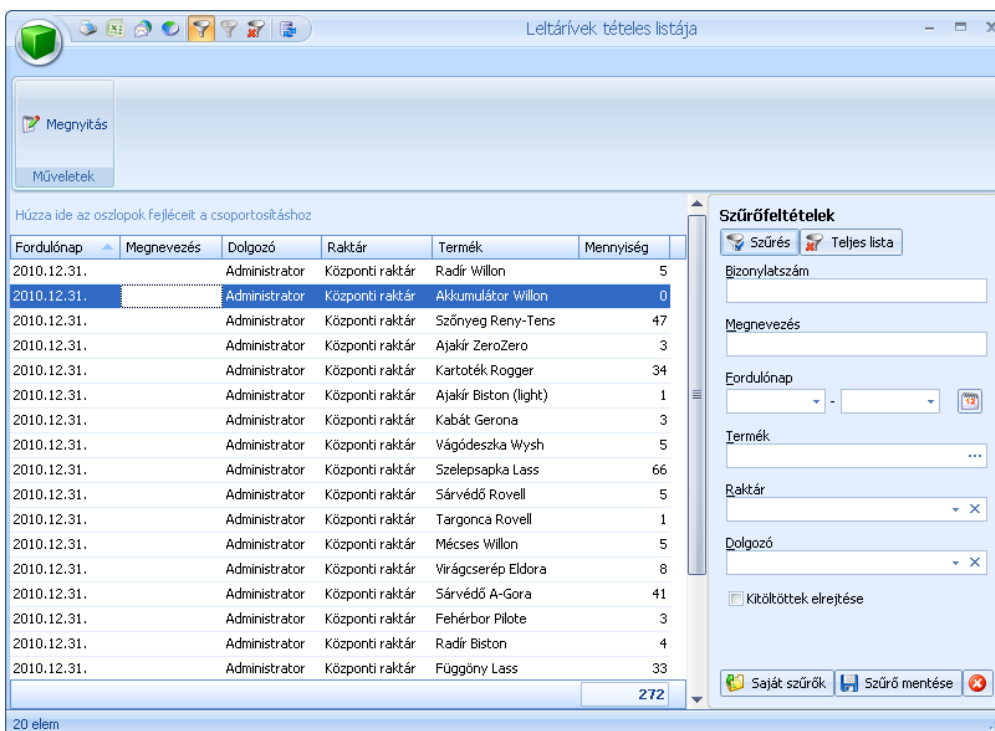 Leltárívek tételes listája
Megnyitás
Műveletek
Húzza ide az oszlopok fejléceit a csoportosításhoz
Fordulónap Megnevezés Dolgozó Raktár Termék Mennyiség
2010.12.31. Administrator Központi raktár Radír Willon 5
2010.12.31. Administrator Központi raktár Akkumulátor Willon 0
2010.12.31. Administrator Központi raktár Szőnyeg Reny-Tens 47
2010.12.31. Administrator Központi raktár Ajakír ZeroZero 3
2010.12.31. Administrator Központi raktár Kartoték Rogger 34
2010.12.31. Administrator Központi raktár Ajakír Biston (light) 1
2010.12.31. Administrator Központi raktár Kabát Gerona 3
2010.12.31. Administrator Központi raktár Vágódeszka Wysh 5
2010.12.31. Administrator Központi raktár Szelepsapka Lass 66
2010.12.31. Administrator Központi raktár Sárvédő Rovell 5
2010.12.31. Administrator Központi raktár Targonca Rovell 1
2010.12.31. Administrator Központi raktár Mécses Willon 5
2010.12.31. Administrator Központi raktár Virágcserép Eldora 8
2010.12.31. Administrator Központi raktár Sárvédő A-Gora 41
2010.12.31. Administrator Központi raktár Fehérbor Pilote 3
2010.12.31. Administrator Központi raktár Radír Biston 4
2010.12.31. Administrator Központi raktár Függöny Lass 33
272
20 elem
Szűrőfeltételek
Szűrés Teljes lista
Bizonylatszám
Megnevezés
Fordulónap
- 12
Termék
...
Raktár
Dolgozó
Kitöltöttek elrejtése
Saját szűrők Szűrő mentése